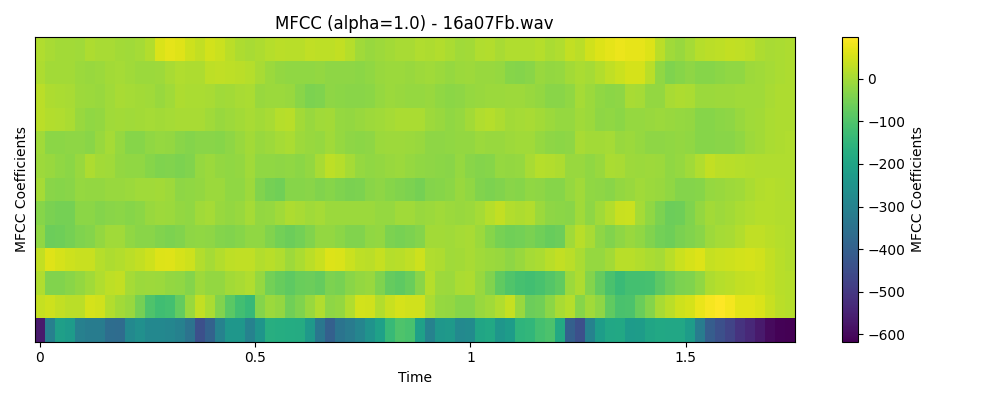 MFCC (alpha=1.0) - 16a07Fb.wav
MFCC Coefficients
0
0.5
1
1.5
Time
0
−100
−200
−300
−400
−500
−600
MFCC Coefficients